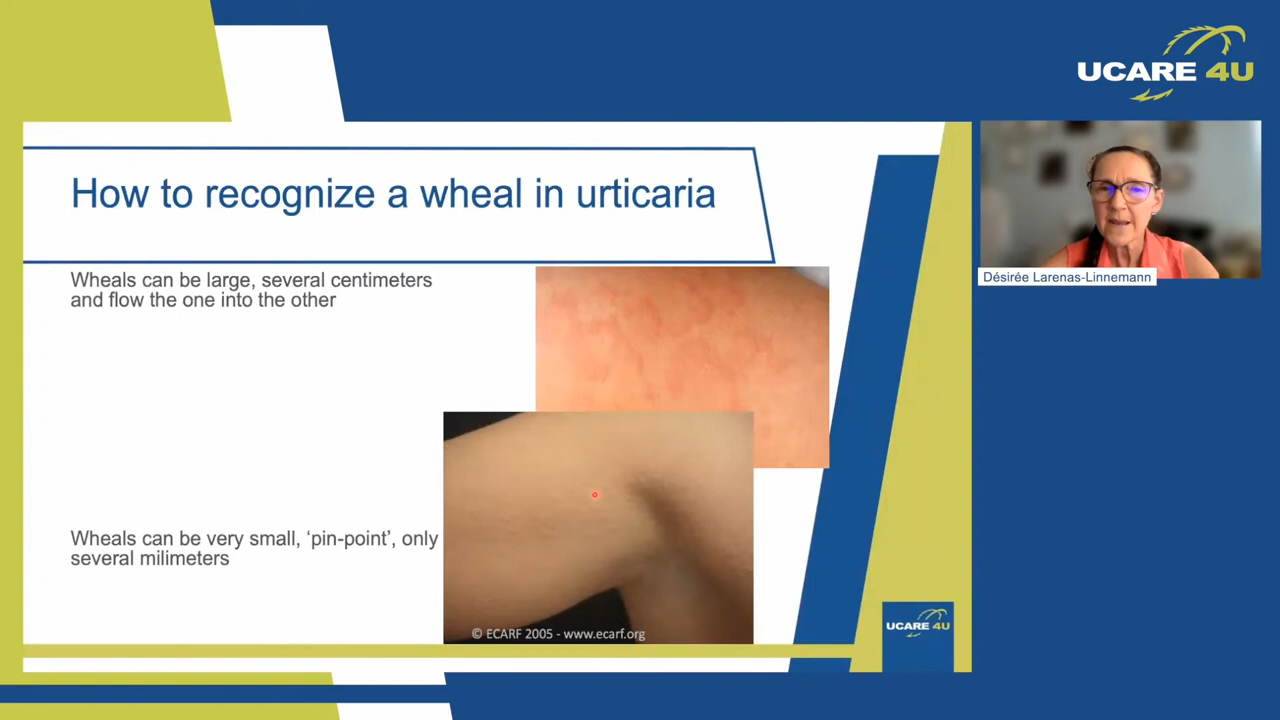 UCARE 4U
How to recognize a wheal in urticaria
Désirée Larenas-Linnemann
Wheals can be large, several centimeters
and flow the one into the other
Wheals can be very small, ‘pin-point’, only
several milimeters
© ECARF 2005 - www.ecarf.org
UCARE 4U